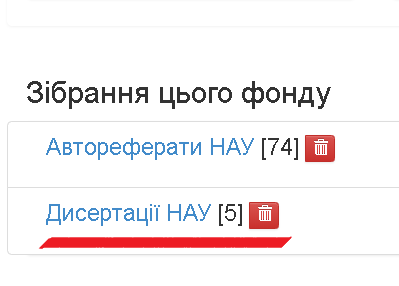 Зібрання цього фонду
Автореферати НАУ [74]
Дисертації НАУ [5]